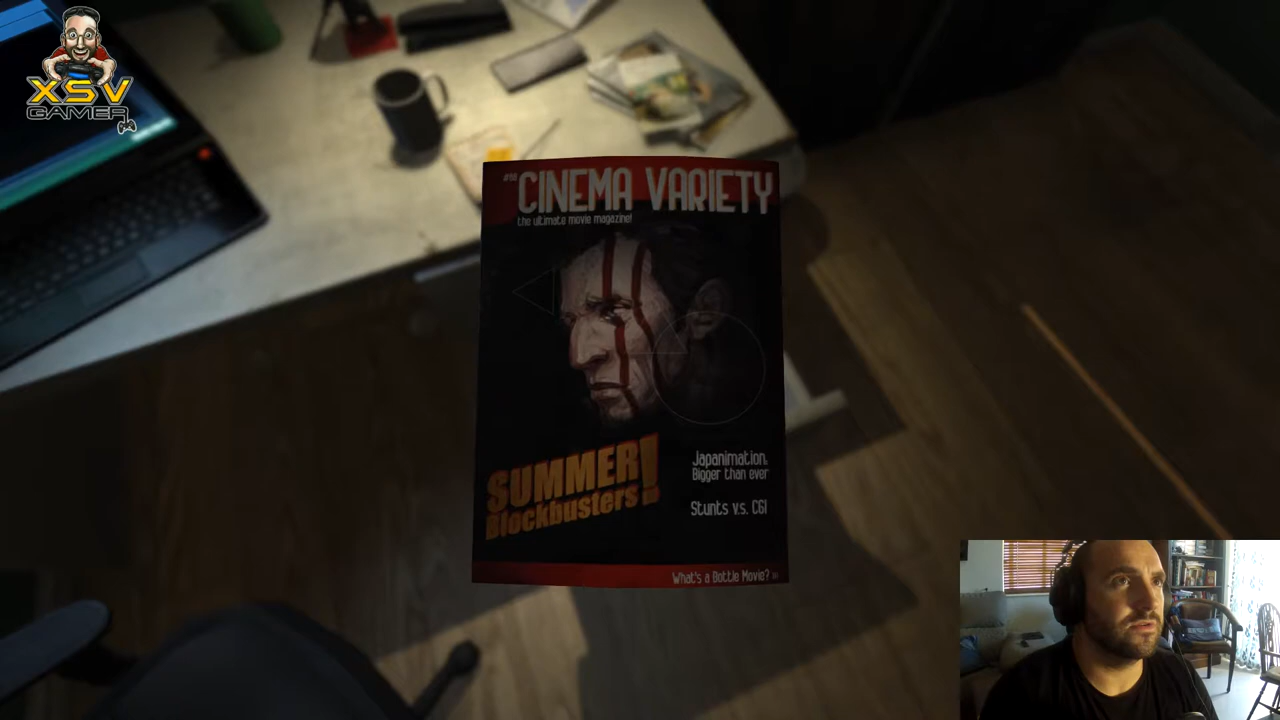 XSV
GAMER
CINEMA VARIETY
the ultimate movie magazine!
SUMMER!
Blockbusters
Japanimation,
Bigger than ever
Stunts v.s. CGI
What's a Bottle Movie?